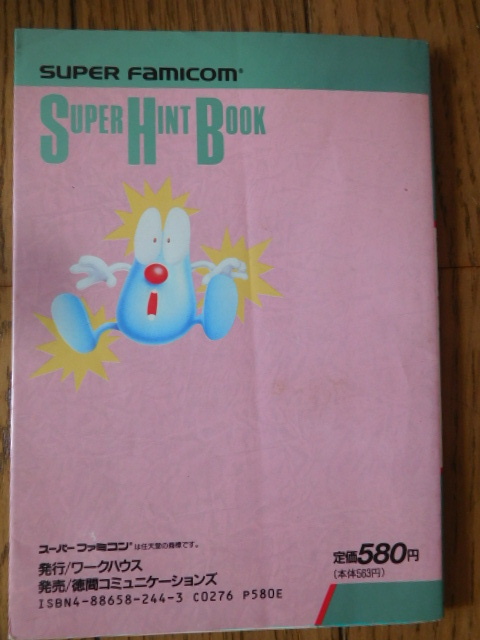 SUPER FAMICOM®
SUPER HINT BOOK
スーパーファミコン®は任天堂の商標です。
発行/ワークハウス
発売/徳間コミュニケーションズ
ISBN4-88658-244-3 C0276 P580E
定価580円
(本体563円)